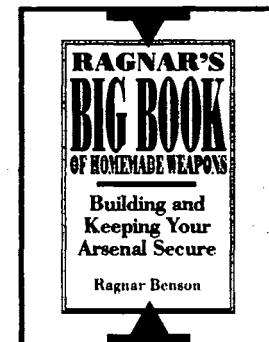 RAGNAR'S
BIG BOOK
OF HOMEMADE WEAPONS
Building and
Keeping Your
Arsenal Secure
Ragnar Benson